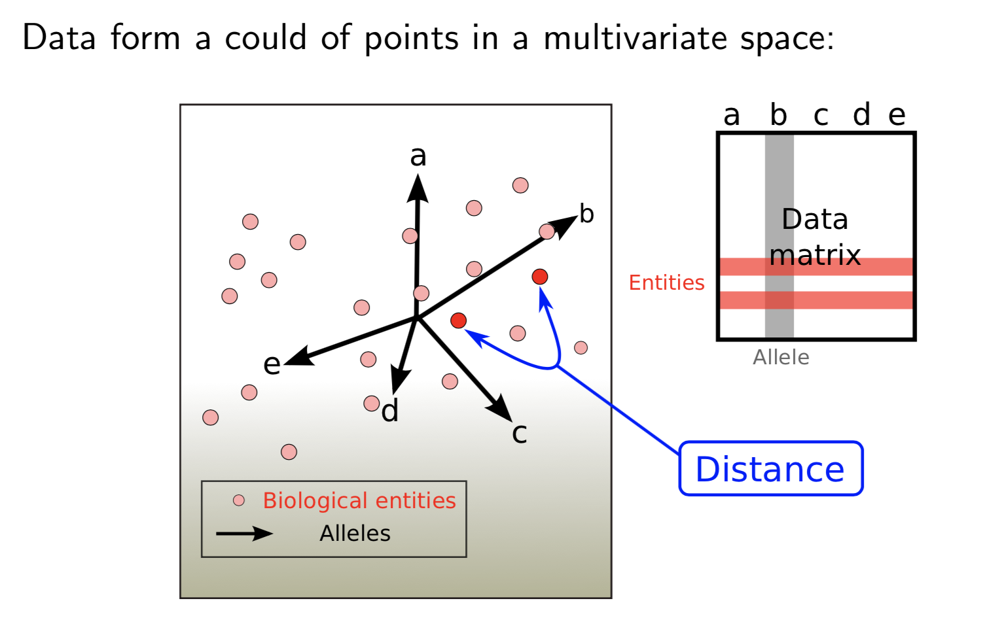 Data form a could of points in a multivariate space:
a
b
c
d
e
Biological entities
Alleles
a b c d e
Data
matrix
Entities
Allele
Distance